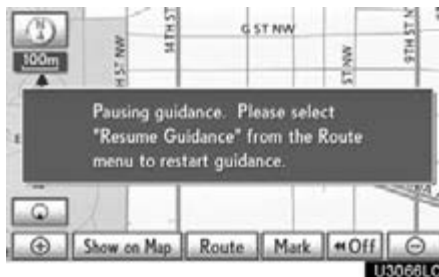 G ST NW
14TH ST
9TH ST N
100m
H ST NW
ST NW
Pausing guidance. Please select
"Resume Guidance" from the Route
menu to restart guidance.
Show on Map
Route
Mark
Off
U3066LC